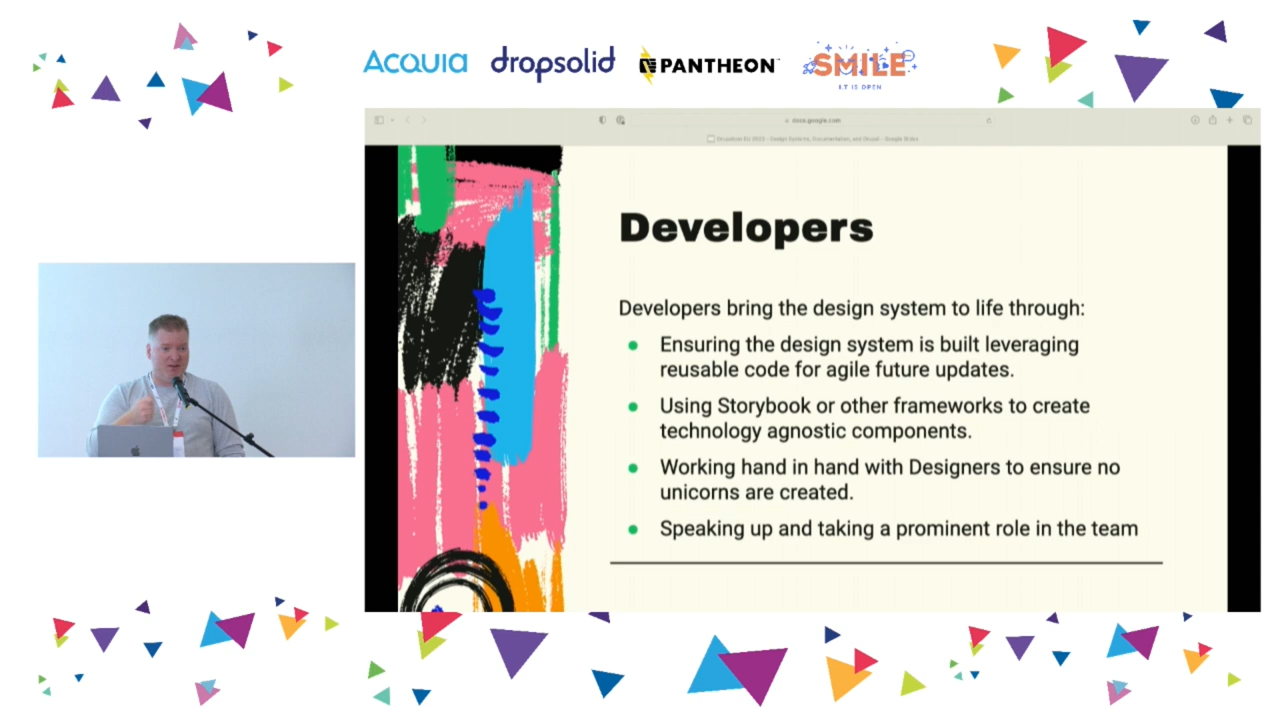 ACQUIA dropsolid PANTHEON SMILE
I.T IS OPEN
docs.google.com
Developers
Developers bring the design system to life through:
Ensuring the design system is built leveraging
reusable code for agile future updates.
Using Storybook or other frameworks to create
technology agnostic components.
Working hand in hand with Designers to ensure no
unicorns are created.
Speaking up and taking a prominent role in the team